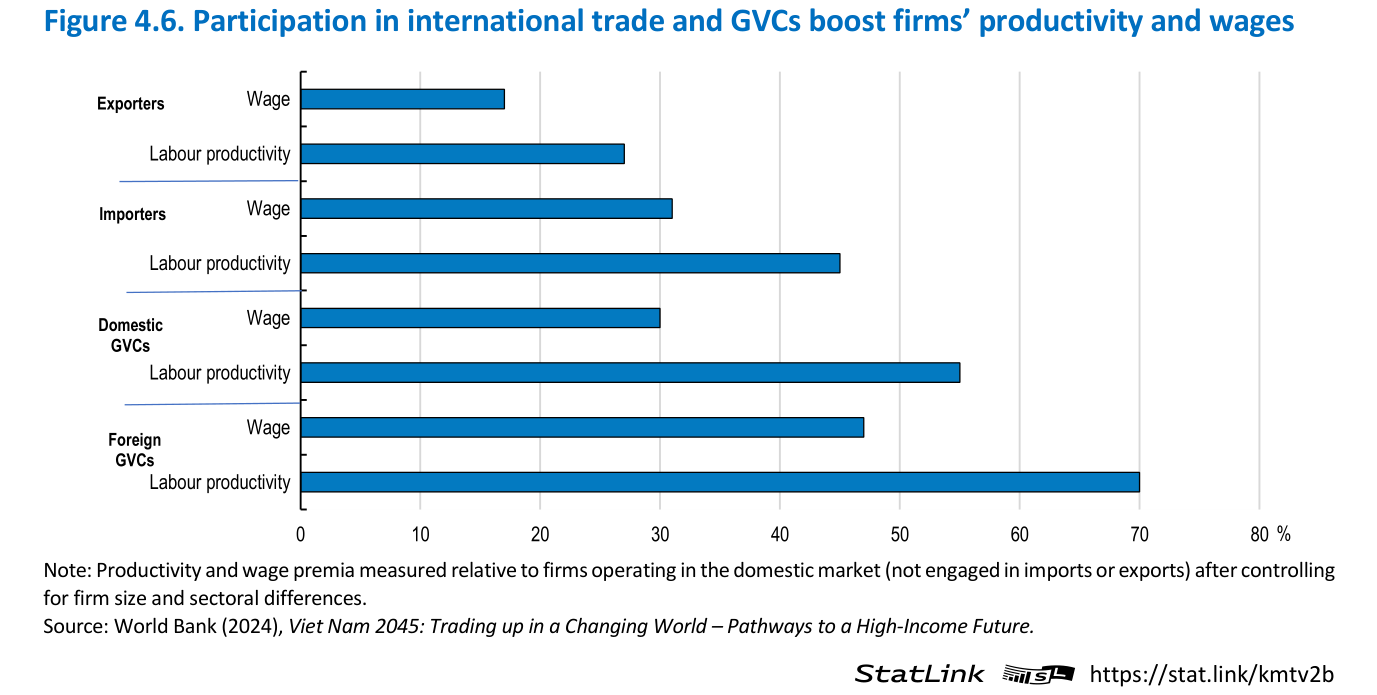 Figure 4.6. Participation in international trade and GVCs boost firms’ productivity and wages
Exporters
Wage
Labour productivity
Importers
Wage
Labour productivity
Domestic
GVCs
Wage
Labour productivity
Foreign
GVCs
Wage
Labour productivity
0 10 20 30 40 50 60 70 80 %
Note: Productivity and wage premia measured relative to firms operating in the domestic market (not engaged in imports or exports) after controlling
for firm size and sectoral differences.
Source: World Bank (2024), Viet Nam 2045: Trading up in a Changing World – Pathways to a High-Income Future.
StatLink SL https://stat.link/kmtv2b